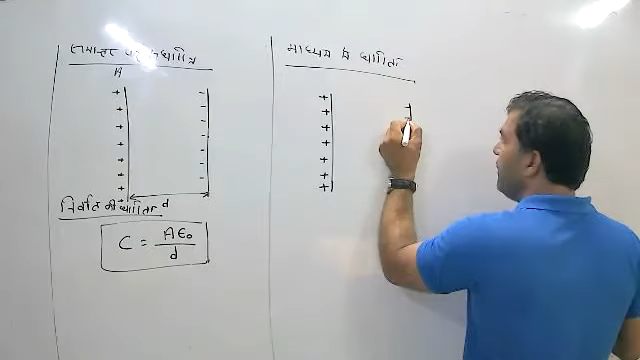 समान्तर पट्ट संधारित्र
A
+ + + + + + +
- - - - - - -
d
निर्वात में धारिता
C = Aϵ₀/d
माध्यम में धारिता
+ + + + + + +